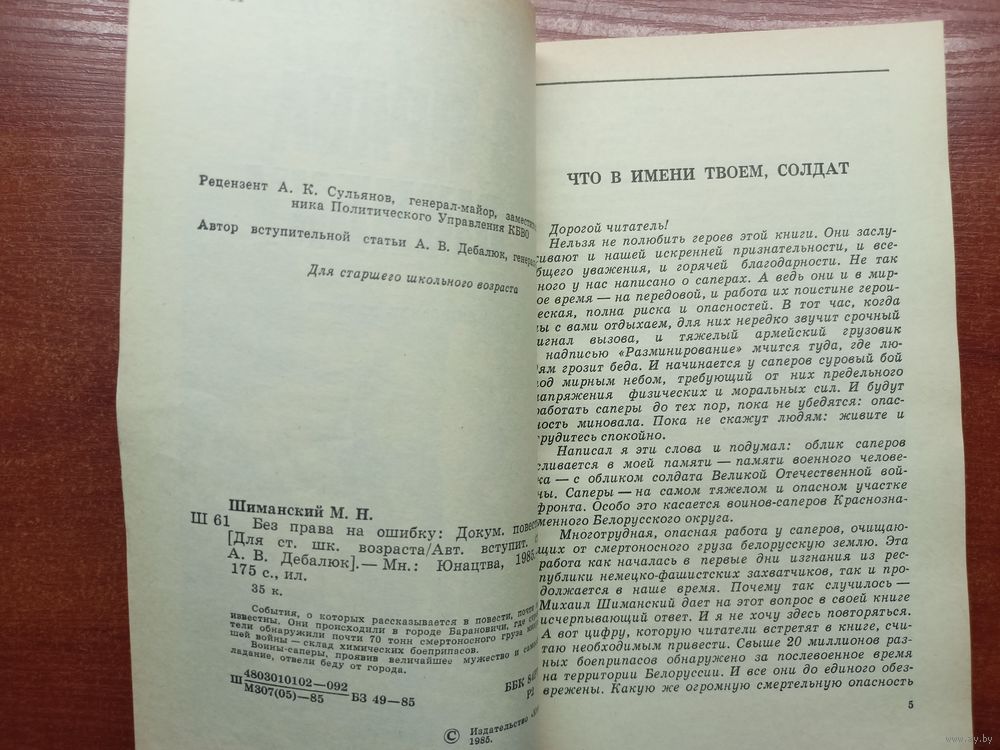 Рецензент А. К. Сульянов, генерал-майор, заместит
ника Политического Управления КБВО
Автор вступительной статьи А. В. Дебалюк, генера
Для старшего школьного возраста
Шиманский М. Н.
Ш 61 Без права на ошибку: Докум. повест
[Для ст. шк. возраста/Авт. вступит.
А. В. Дебалюк].— Мн.: Юнацтва, 1985.
175 с., ил.
35 к.
События, о которых рассказывается в повести, почти
известны. Они происходили в городе Барановичи, где
тели обнаружили почти 70 тонн смертоносного груза
шей войны — склад химических боеприпасов.
Воины-саперы, проявив величайшее мужество и само
ладание, отвели беду от города.
Ш 4803010102—092
М307(05)—85 БЗ 49—85
ББК
© Издательство
1985.
ЧТО В ИМЕНИ ТВОЕМ, СОЛДАТ
Дорогой читатель!
Нельзя не полюбить героев этой книги. Они заслу-
живают и нашей искренней признательности, и все-
бщего уважения, и горячей благодарности. Не так
ного у нас написано о саперах. А ведь они и в мир-
ое время — на передовой, и работа их поистине герои-
ческая, полна риска и опасностей. В тот час, когда
ы с вами отдыхаем, для них нередко звучит срочный
игнал вызова, и тяжелый армейский грузовик
надписью «Разминирование» мчится туда, где лю-
дям грозит беда. И начинается у саперов суровый бой
под мирным небом, требующий от них предельного
напряжения физических и моральных сил. И будут
работать саперы до тех пор, пока не убедятся: опас-
ность миновала. Пока не скажут людям: живите и
трудитесь спокойно.
Написал я эти слова и подумал: облик саперов
сливается в моей памяти — памяти военного челове-
ка — с обликом солдата Великой Отечественной вой-
ны. Саперы — на самом тяжелом и опасном участке
фронта. Особо это касается воинов-саперов Краснозна-
менного Белорусского округа.
Многотрудная, опасная работа у саперов, очищаю-
щих от смертоносного груза белорусскую землю. Эта
работа как началась в первые дни изгнания из рес-
публики немецко-фашистских захватчиков, так и про-
должается в наше время. Почему так случилось —
Михаил Шиманский дает на этот вопрос в своей книге
исчерпывающий ответ. И я не хочу здесь повторяться.
А вот цифру, которую читатели встретят в книге, счи-
таю необходимым привести. Свыше 20 миллионов раз-
ных боеприпасов обнаружено за послевоенное время
на территории Белоруссии. И все они до единого обез-
врежены. Какую же огромную смертельную опасность
5
www.ay.by